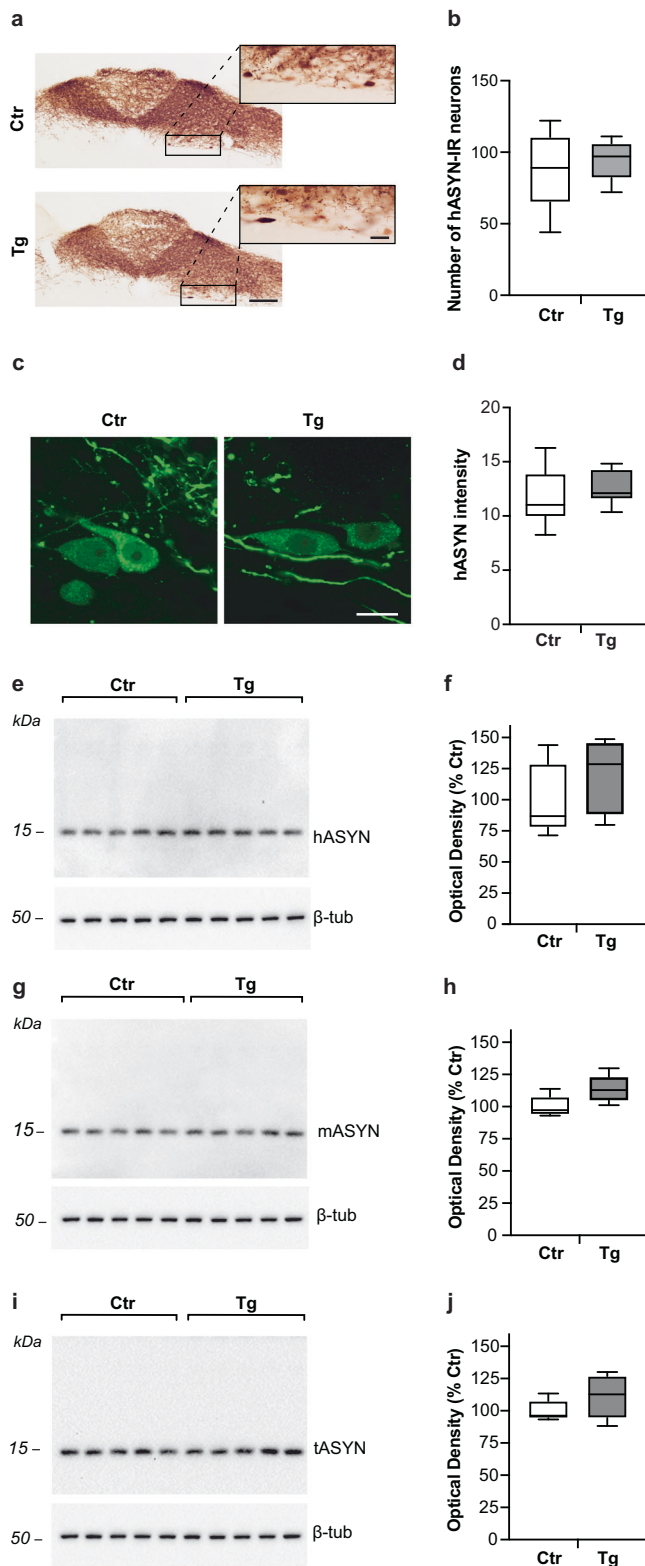 a
Ctr
Tg
b
Number of hASYN-IR neurons
150
100
50
0
Ctr Tg
c
Ctr Tg
d
hASYN intensity
20
15
10
5
0
Ctr Tg
e
Ctr Tg
kDa
15 – hASYN
50 – β-tub
f
Optical Density (% Ctr)
150
125
100
75
50
25
0
Ctr Tg
g
Ctr Tg
kDa
15 – mASYN
50 – β-tub
h
Optical Density (% Ctr)
150
125
100
75
50
25
0
Ctr Tg
i
Ctr Tg
kDa
15 – tASYN
50 – β-tub
j
Optical Density (% Ctr)
150
125
100
75
50
25
0
Ctr Tg